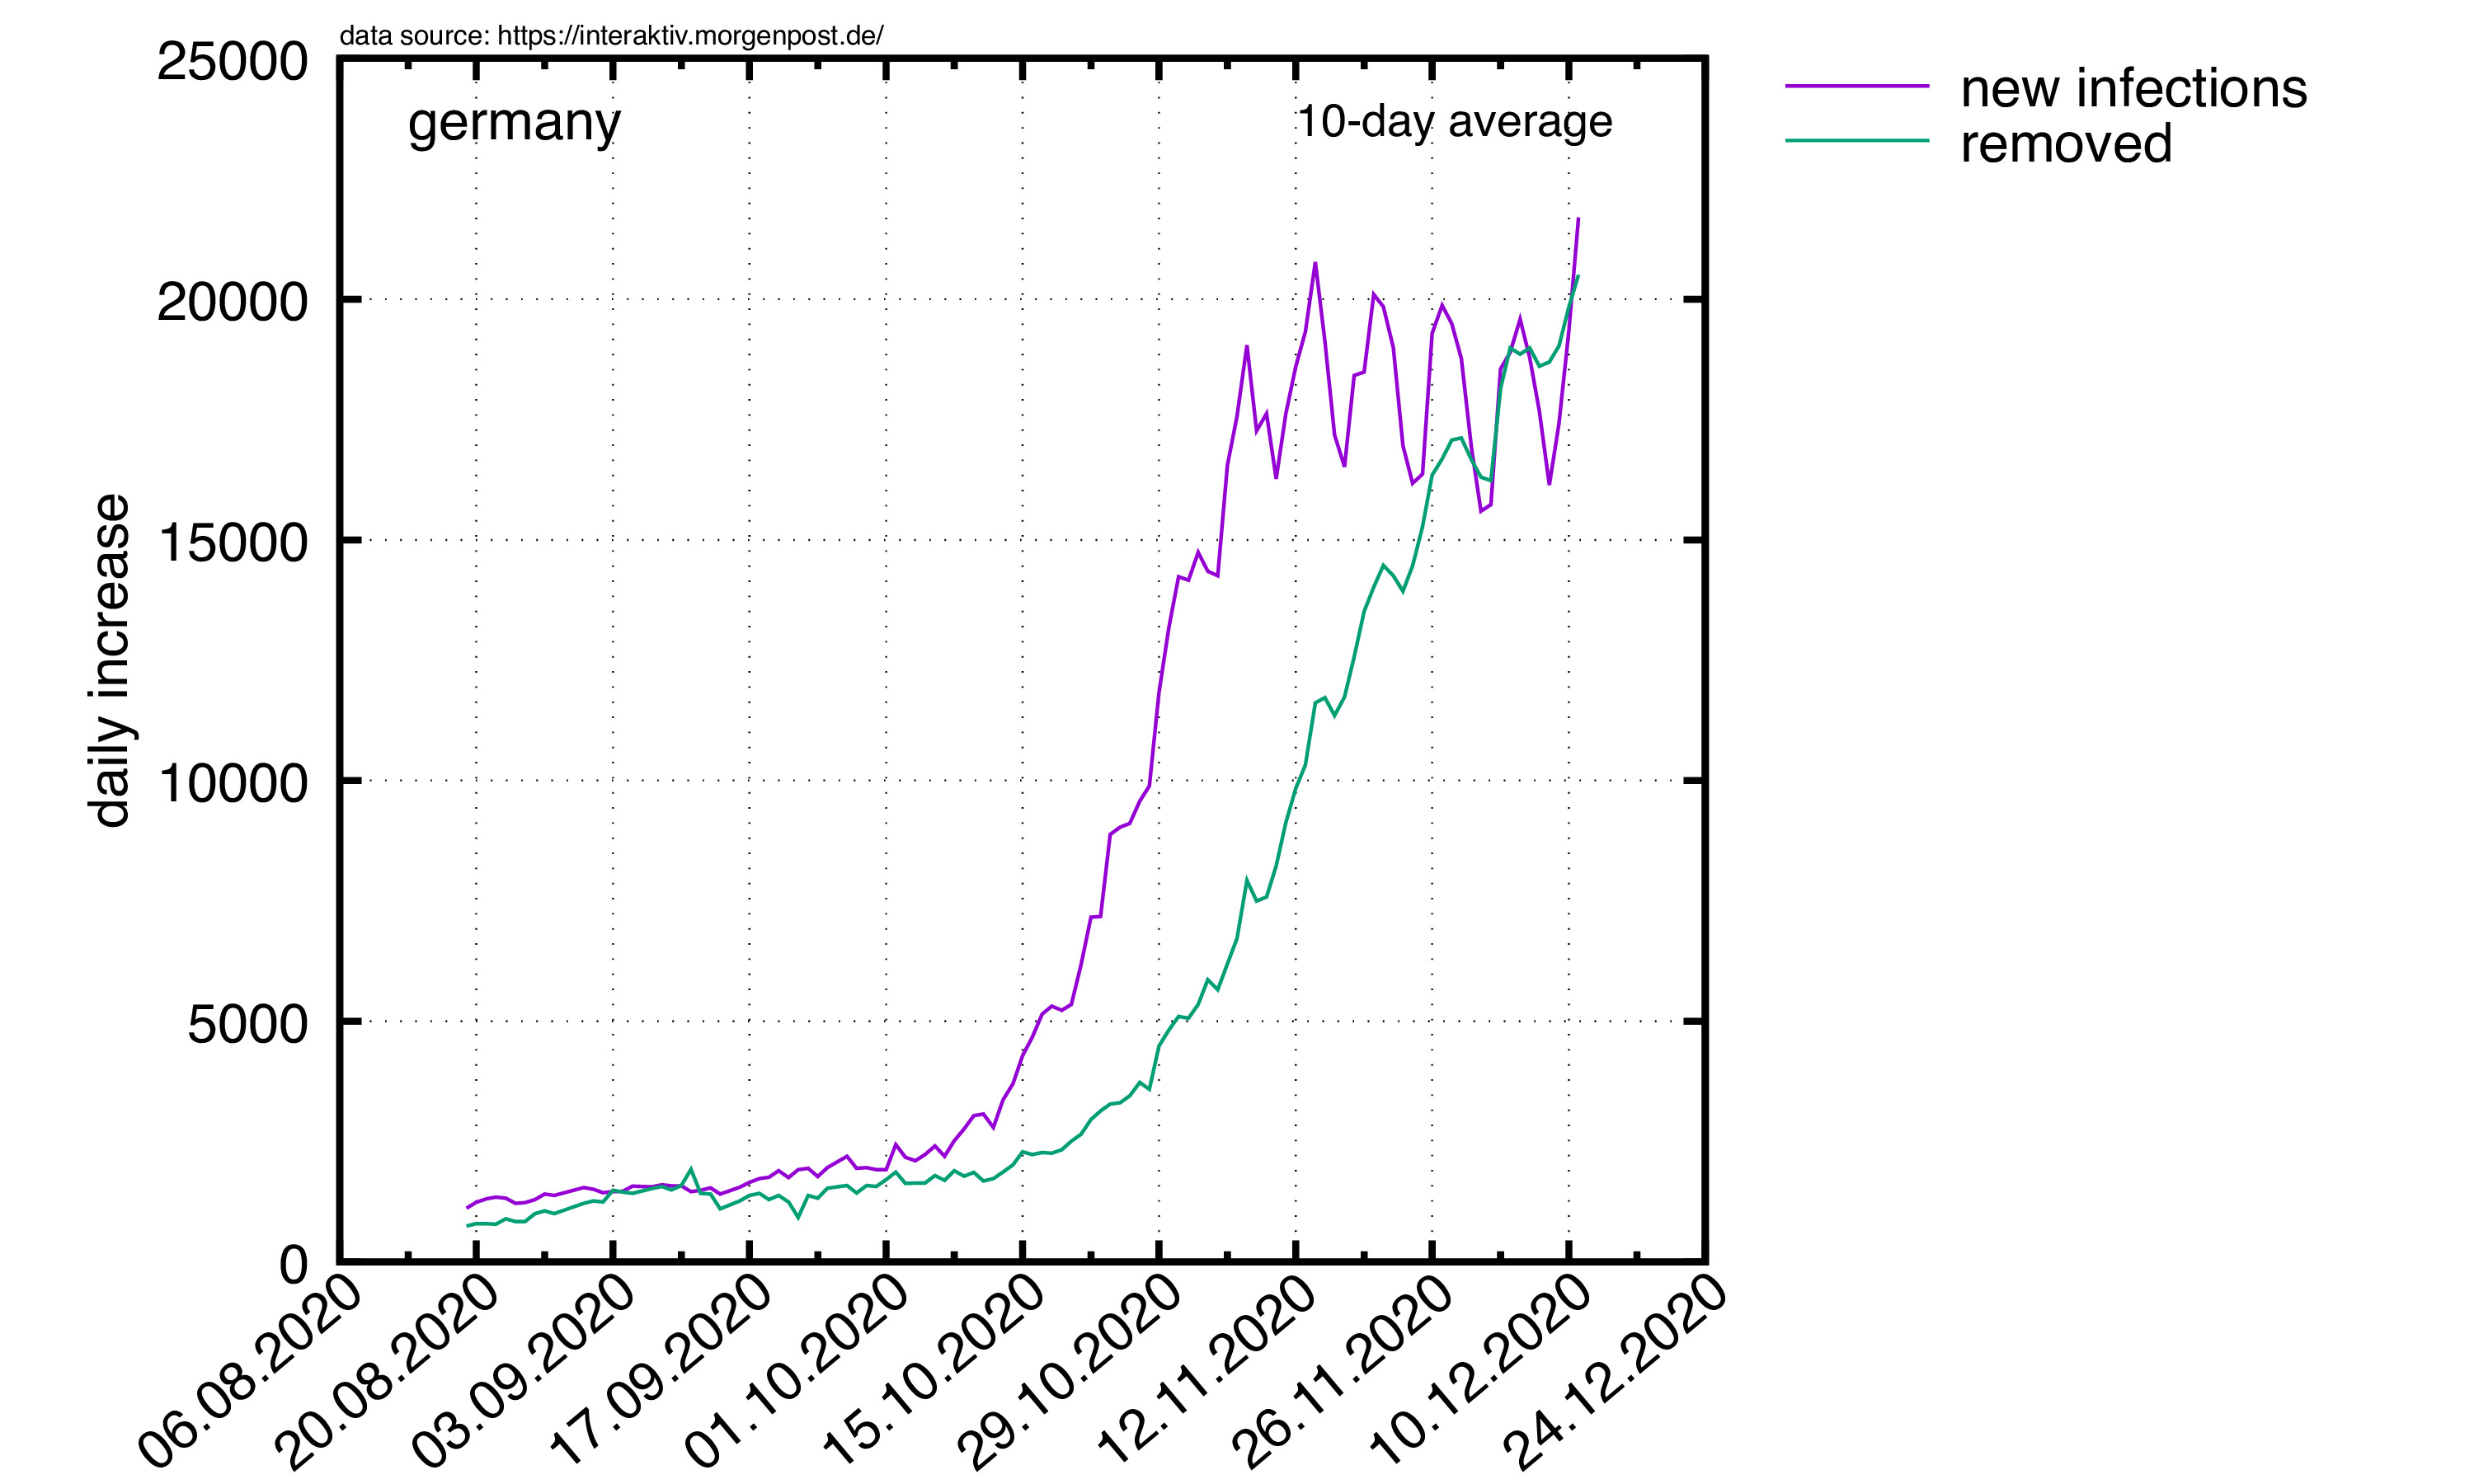 data source: https://interaktiv.morgenpost.de/
germany
10-day average
new infections
removed
daily increase
25000
20000
15000
10000
5000
0
06.08.2020
20.08.2020
03.09.2020
17.09.2020
01.10.2020
15.10.2020
29.10.2020
12.11.2020
26.11.2020
10.12.2020
24.12.2020